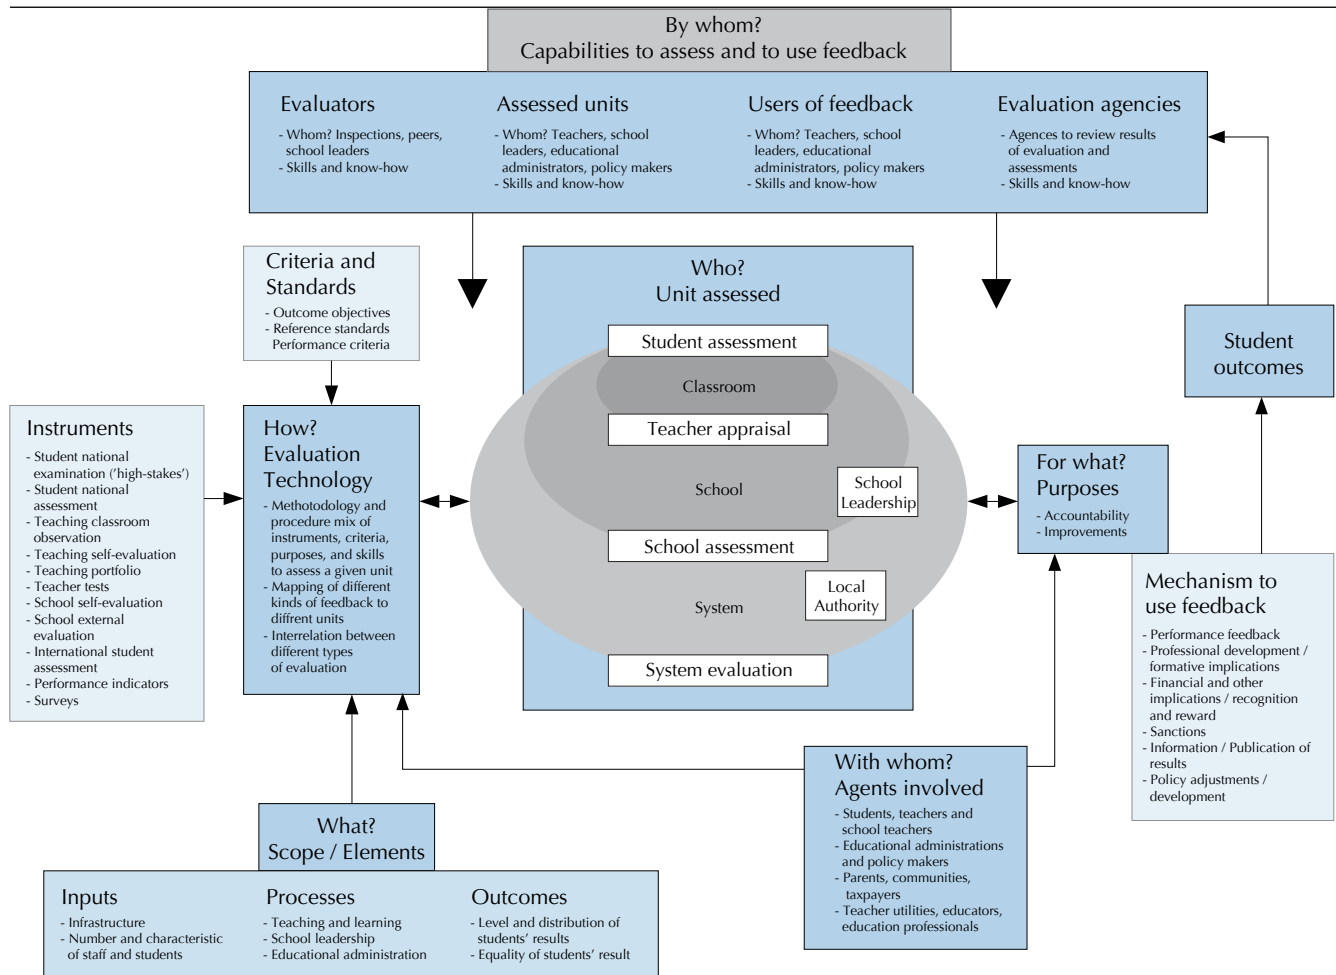 By whom?
Capabilities to assess and to use feedback
Evaluators
- Whom? Inspections, peers,
school leaders
- Skills and know-how
Assessed units
- Whom? Teachers, school
leaders, educational
administrators, policy makers
- Skills and know-how
Users of feedback
- Whom? Teachers, school
leaders, educational
administrators, policy makers
- Skills and know-how
Evaluation agencies
- Agences to review results
of evaluation and
assessments
- Skills and know-how
Criteria and
Standards
- Outcome objectives
- Reference standards
Performance criteria
Who?
Unit assessed
Student assessment
Classroom
Teacher appraisal
School
School
Leadership
School assessment
Local
Authority
System
System evaluation
Student
outcomes
Instruments
- Student national
examination ('high-stakes')
- Student national
assessment
- Teaching classroom
observation
- Teaching self-evaluation
- Teaching portfolio
- Teacher tests
- School self-evaluation
- School external
evaluation
- International student
assessment
- Performance indicators
- Surveys
How?
Evaluation
Technology
- Methotodology and
procedure mix of
instruments, criteria,
purposes, and skills
to assess a given unit
- Mapping of different
kinds of feedback to
diffrent units
- Interrelation between
different types
of evaluation
For what?
Purposes
- Accountability
- Improvements
Mechanism to
use feedback
- Performance feedback
- Professional development /
formative implications
- Financial and other
implications / recognition
and reward
- Sanctions
- Information / Publication of
results
- Policy adjustments /
development
With whom?
Agents involved
- Students, teachers and
school teachers
- Educational administrations
and policy makers
- Parents, communities,
taxpayers
- Teacher utilities, educators,
education professionals
What?
Scope / Elements
Inputs
- Infrastructure
- Number and characteristic
of staff and students
Processes
- Teaching and learning
- School leadership
- Educational administration
Outcomes
- Level and distribution of
students' results
- Equality of students' result